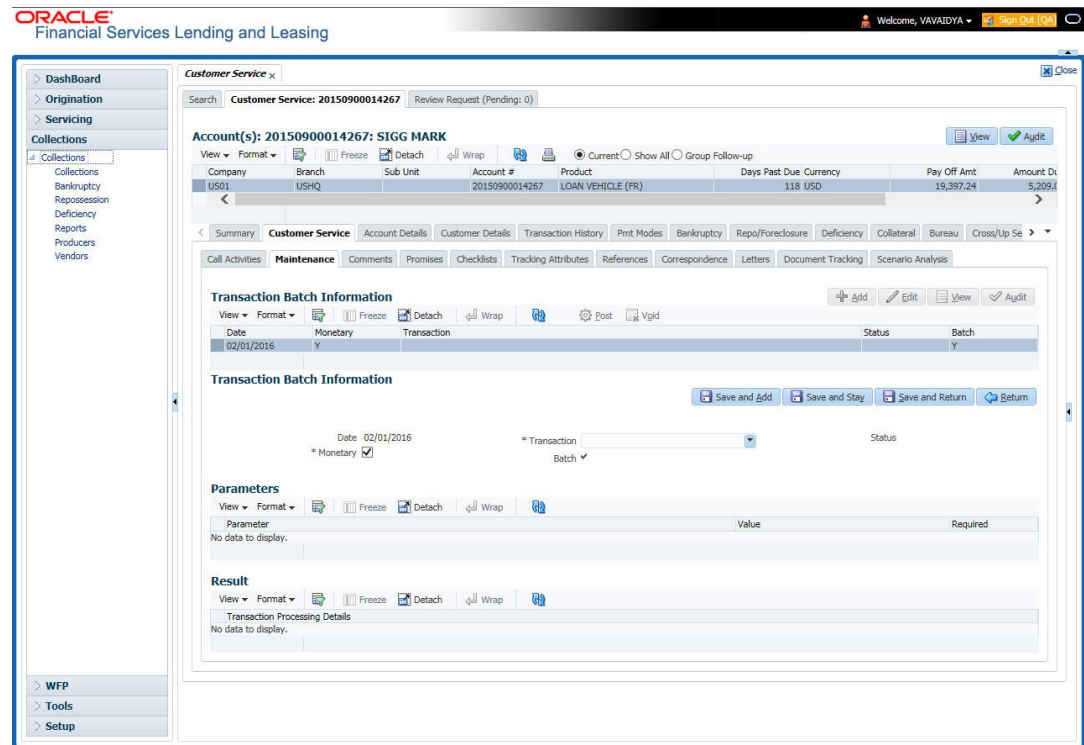 ORACLE
Financial Services Lending and Leasing
Welcome, VAVAIDYA
Sign Out [QA]
DashBoard
Origination
Servicing
Collections
Collections
Collections
Bankruptcy
Repossession
Deficiency
Reports
Producers
Vendors
WFP
Tools
Setup
Customer Service x
Close
Search Customer Service: 20150900014267 Review Request (Pending: 0)
Account(s): 20150900014267: SIGG MARK
View Audit
View Format Freeze Detach Wrap Current Show All Group Follow-up
Company Branch Sub Unit Account # Product Days Past Due Currency Pay Off Amt Amount Du
US01 USHQ 20150900014267 LOAN VEHICLE (FR) 118 USD 19,397.24 5,209.0
Summary Customer Service Account Details Customer Details Transaction History Pmt Modes Bankruptcy Repo/Foreclosure Deficiency Collateral Bureau Cross/Up Se
Call Activities Maintenance Comments Promises Checklists Tracking Attributes References Correspondence Letters Document Tracking Scenario Analysis
Transaction Batch Information
Add Edit View Audit
View Format Freeze Detach Wrap Post Void
Date Monetary Transaction Status Batch
02/01/2016 Y Y
Transaction Batch Information
Save and Add Save and Stay Save and Return Return
Date 02/01/2016 * Transaction Status
* Monetary Batch
Parameters
View Format Freeze Detach Wrap
Parameter Value Required
No data to display.
Result
View Format Freeze Detach Wrap
Transaction Processing Details
No data to display.